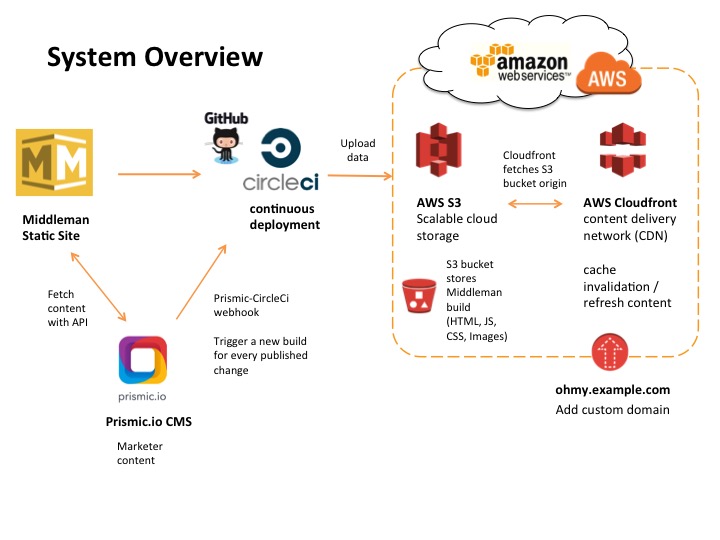 System Overview
amazon
webservices™
AWS
GitHub
circleci
continuous
deployment
Upload
data
MM
Middleman
Static Site
AWS S3
Scalable cloud
storage
Cloudfront
fetches S3
bucket origin
AWS Cloudfront
content delivery
network (CDN)
cache
invalidation /
refresh content
S3 bucket
stores
Middleman
build
(HTML, JS,
CSS, Images)
Fetch
content
with API
Prismic-CircleCi
webhook
Trigger a new build
for every published
change
prismic.io
Prismic.io CMS
Marketer
content
ohmy.example.com
Add custom domain